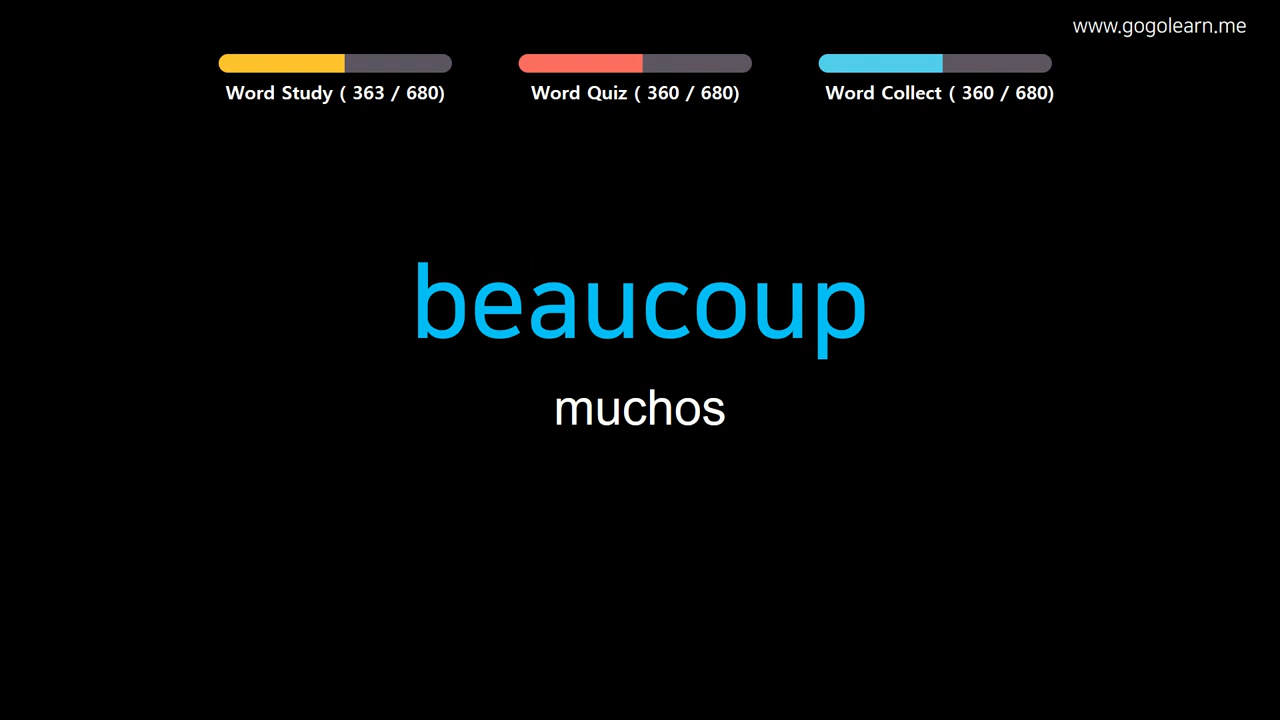 www.gogolearn.me
Word Study ( 363 / 680)
Word Quiz ( 360 / 680)
Word Collect ( 360 / 680)
beaucoup
muchos